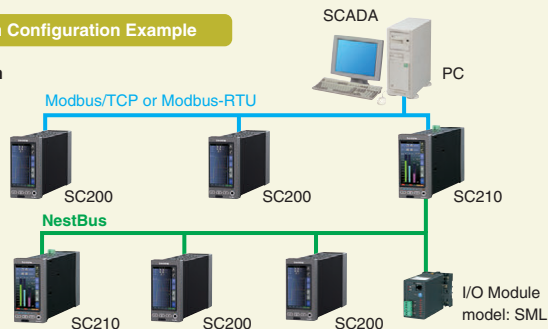 Configuration Example
SCADA
PC
Modbus/TCP or Modbus-RTU
SC200
SC200
SC210
NestBus
SC210
SC200
SC200
I/O Module
model: SML